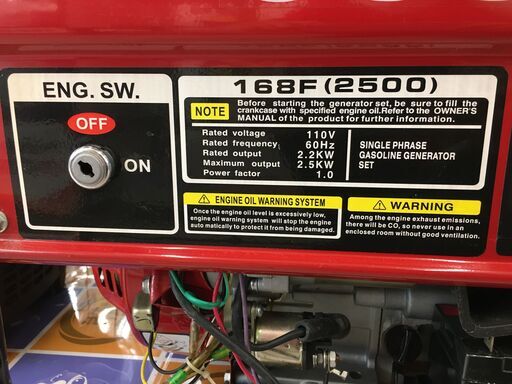 ENG. SW.
OFF
ON
168F(2500)
NOTE
Before starting the generator set, be sure to fill the
crankcase with specified engine oil.Refer to the OWNER'S
MANUAL of the product for further information.
Rated voltage 110V
Rated frequency 60Hz
Rated output 2.2KW
Maximum output 2.5KW
Power factor 1.0
SINGLE PHRASE
GASOLINE GENERATOR
SET
ENGINE OIL WARNING SYSTEM
Once the engine oil level is excessively low,
engine oil warning system will stop the engine
auto matically to protect it from being damaged.
WARNING
Among the engine exhaust emissions,
there will be CO, so never use in an
enclosed room without good ventilation.